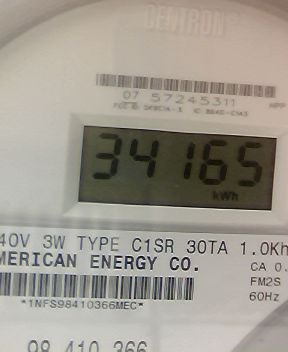 CENTRON®
07 57245311
34165
kWh
40V 3W TYPE C1SR 30TA 1.0Kh
MERICAN ENERGY CO.
CA 0.
FM2S
60Hz
*1NFS98410366MEC*
98 410 366